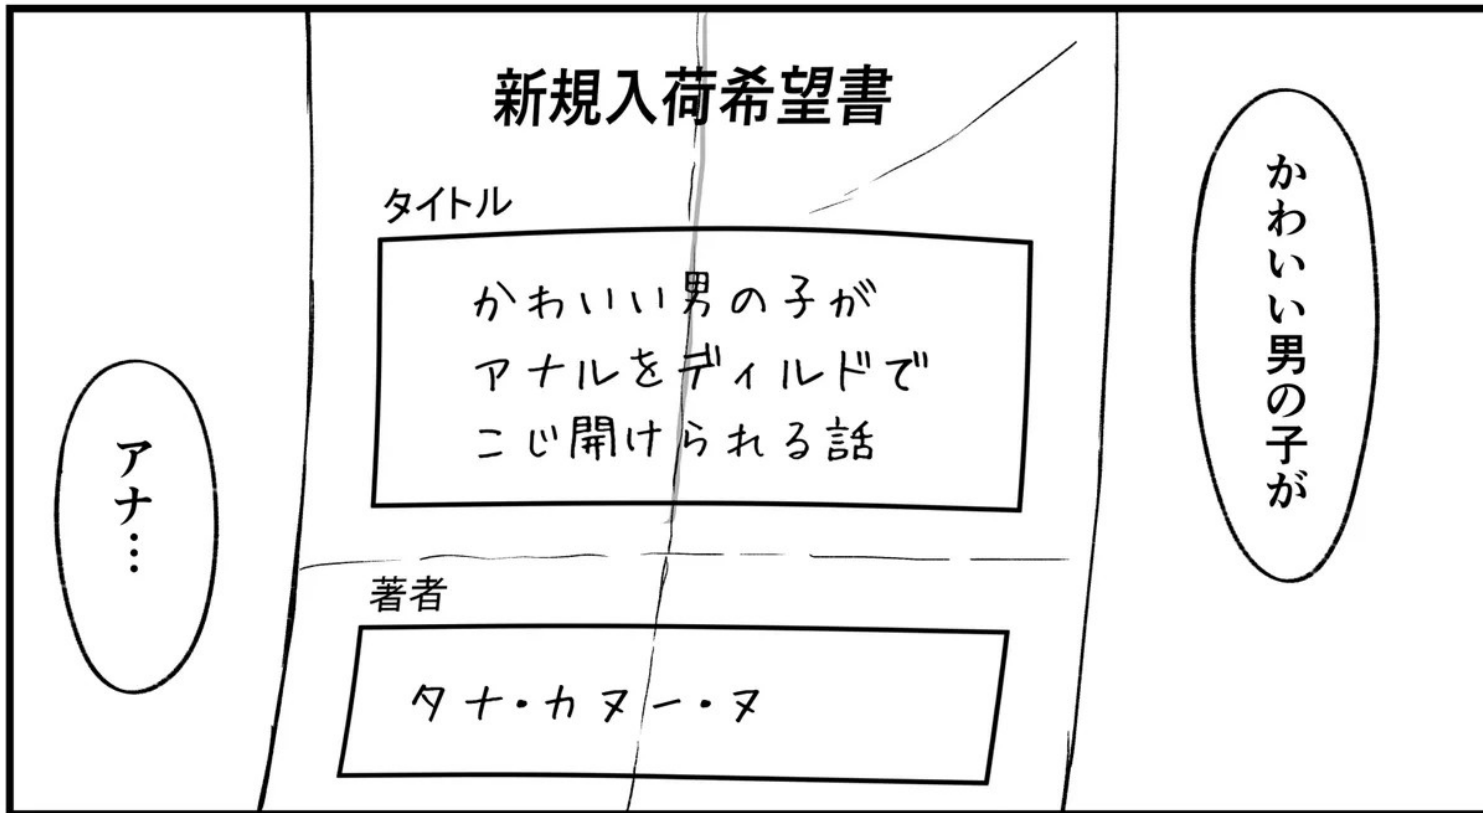 かわいい男の子が
新規入荷希望書
タイトル
かわいい男の子が
アナルをディルドで
こじ開けられる話
著者
タナ・カヌー・ヌ
アナ…